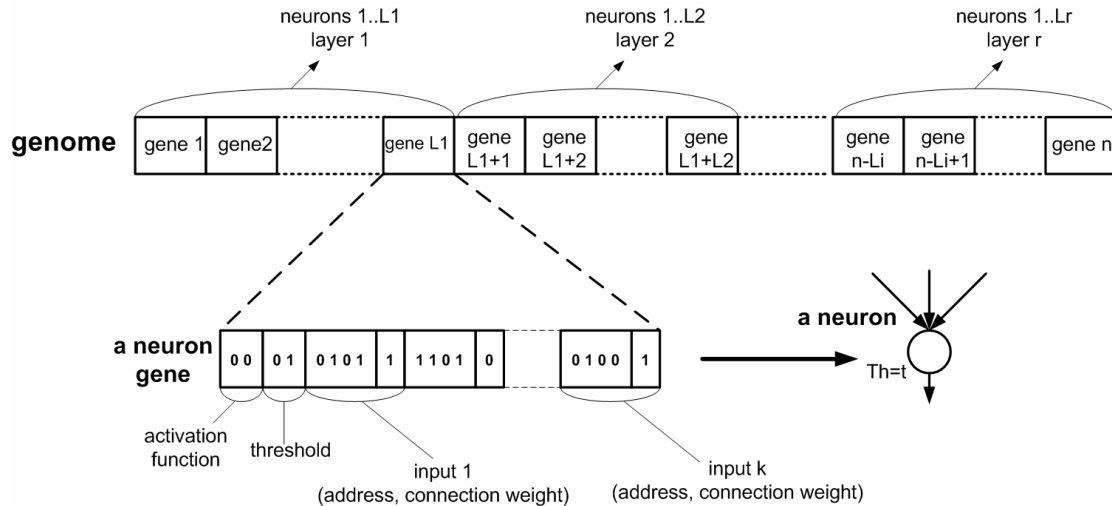 neurons 1..L1
layer 1
neurons 1..L2
layer 2
neurons 1..Lr
layer r
genome
gene 1
gene2
gene L1
gene
L1+1
gene
L1+2
gene
L1+L2
gene
n-Li
gene
n-Li+1
gene n
a neuron
gene
0 0
0 1
0 1 0 1
1
1 1 0 1
0
0 1 0 0
1
a neuron
Th=t
activation
function
threshold
input 1
(address, connection weight)
input k
(address, connection weight)